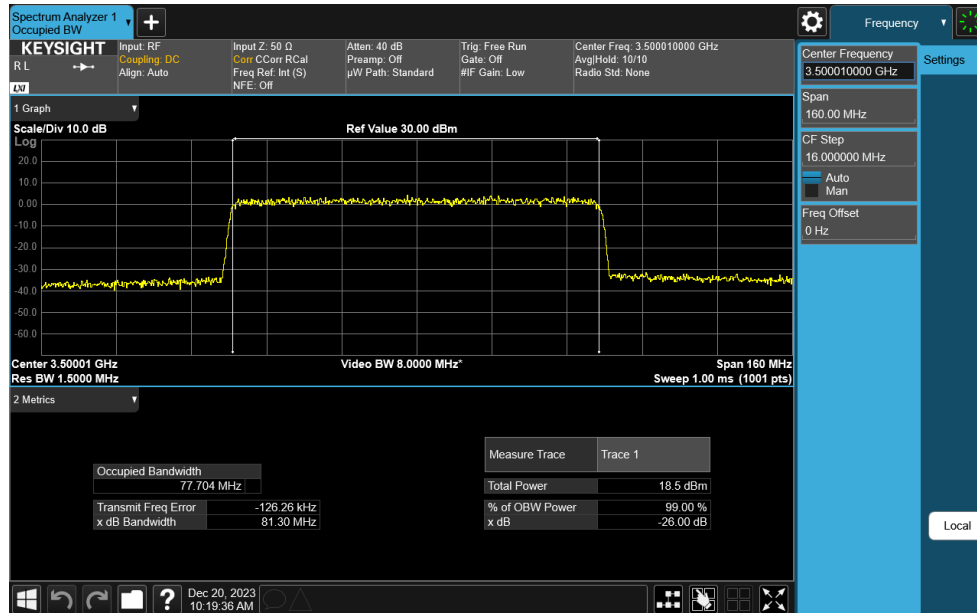 Spectrum Analyzer 1
Occupied BW
Frequency
KEYSIGHT
R L
LXI
Input: RF
Coupling: DC
Align: Auto
Input Z: 50 Ω
Corr CCorr RCal
Freq Ref: Int (S)
NFE: Off
Atten: 40 dB
Preamp: Off
µW Path: Standard
Trig: Free Run
Gate: Off
#IF Gain: Low
Center Freq: 3.500010000 GHz
Avg|Hold: 10/10
Radio Std: None
Center Frequency
3.500010000 GHz
Settings
Span
160.00 MHz
CF Step
16.000000 MHz
Auto
Man
Freq Offset
0 Hz
Local
1 Graph
Scale/Div 10.0 dB
Ref Value 30.00 dBm
Log
20.0
10.0
0.00
-10.0
-20.0
-30.0
-40.0
-50.0
-60.0
Center 3.50001 GHz
Video BW 8.0000 MHz*
Span 160 MHz
Res BW 1.5000 MHz
Sweep 1.00 ms (1001 pts)
2 Metrics
Measure Trace Trace 1
Occupied Bandwidth
77.704 MHz
Total Power 18.5 dBm
Transmit Freq Error -126.26 kHz
% of OBW Power 99.00 %
x dB Bandwidth 81.30 MHz
x dB -26.00 dB
?
Dec 20, 2023
10:19:36 AM